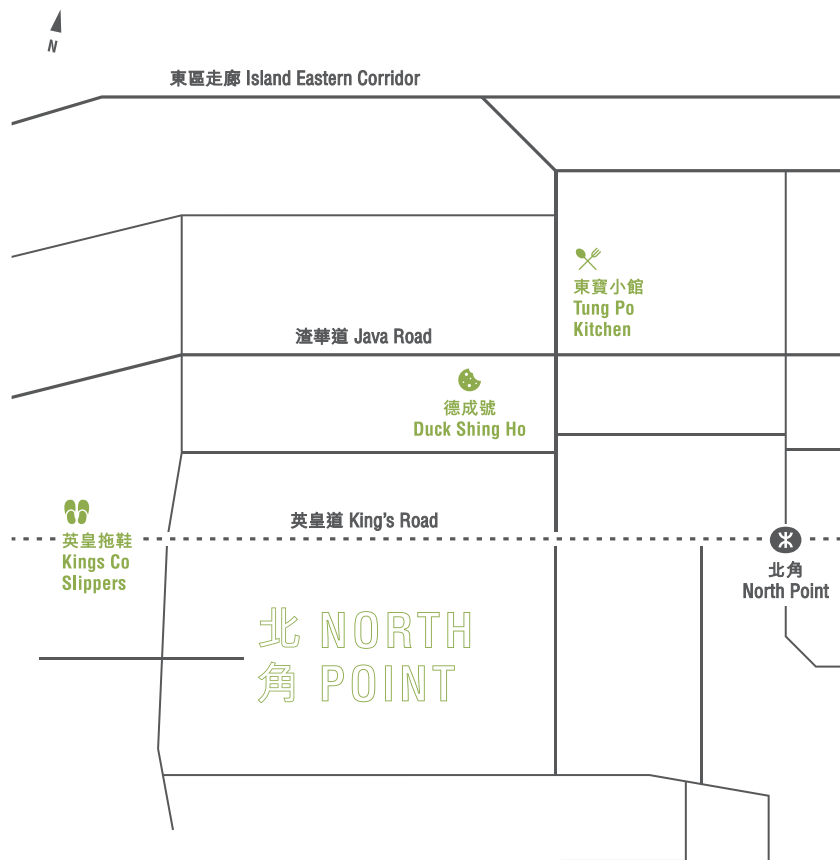 N
東區走廊 Island Eastern Corridor
東寶小館
Tung Po
Kitchen
渣華道 Java Road
德成號
Duck Shing Ho
英皇道 King's Road
英皇拖鞋
Kings Co
Slippers
北角
North Point
北 NORTH
角 POINT